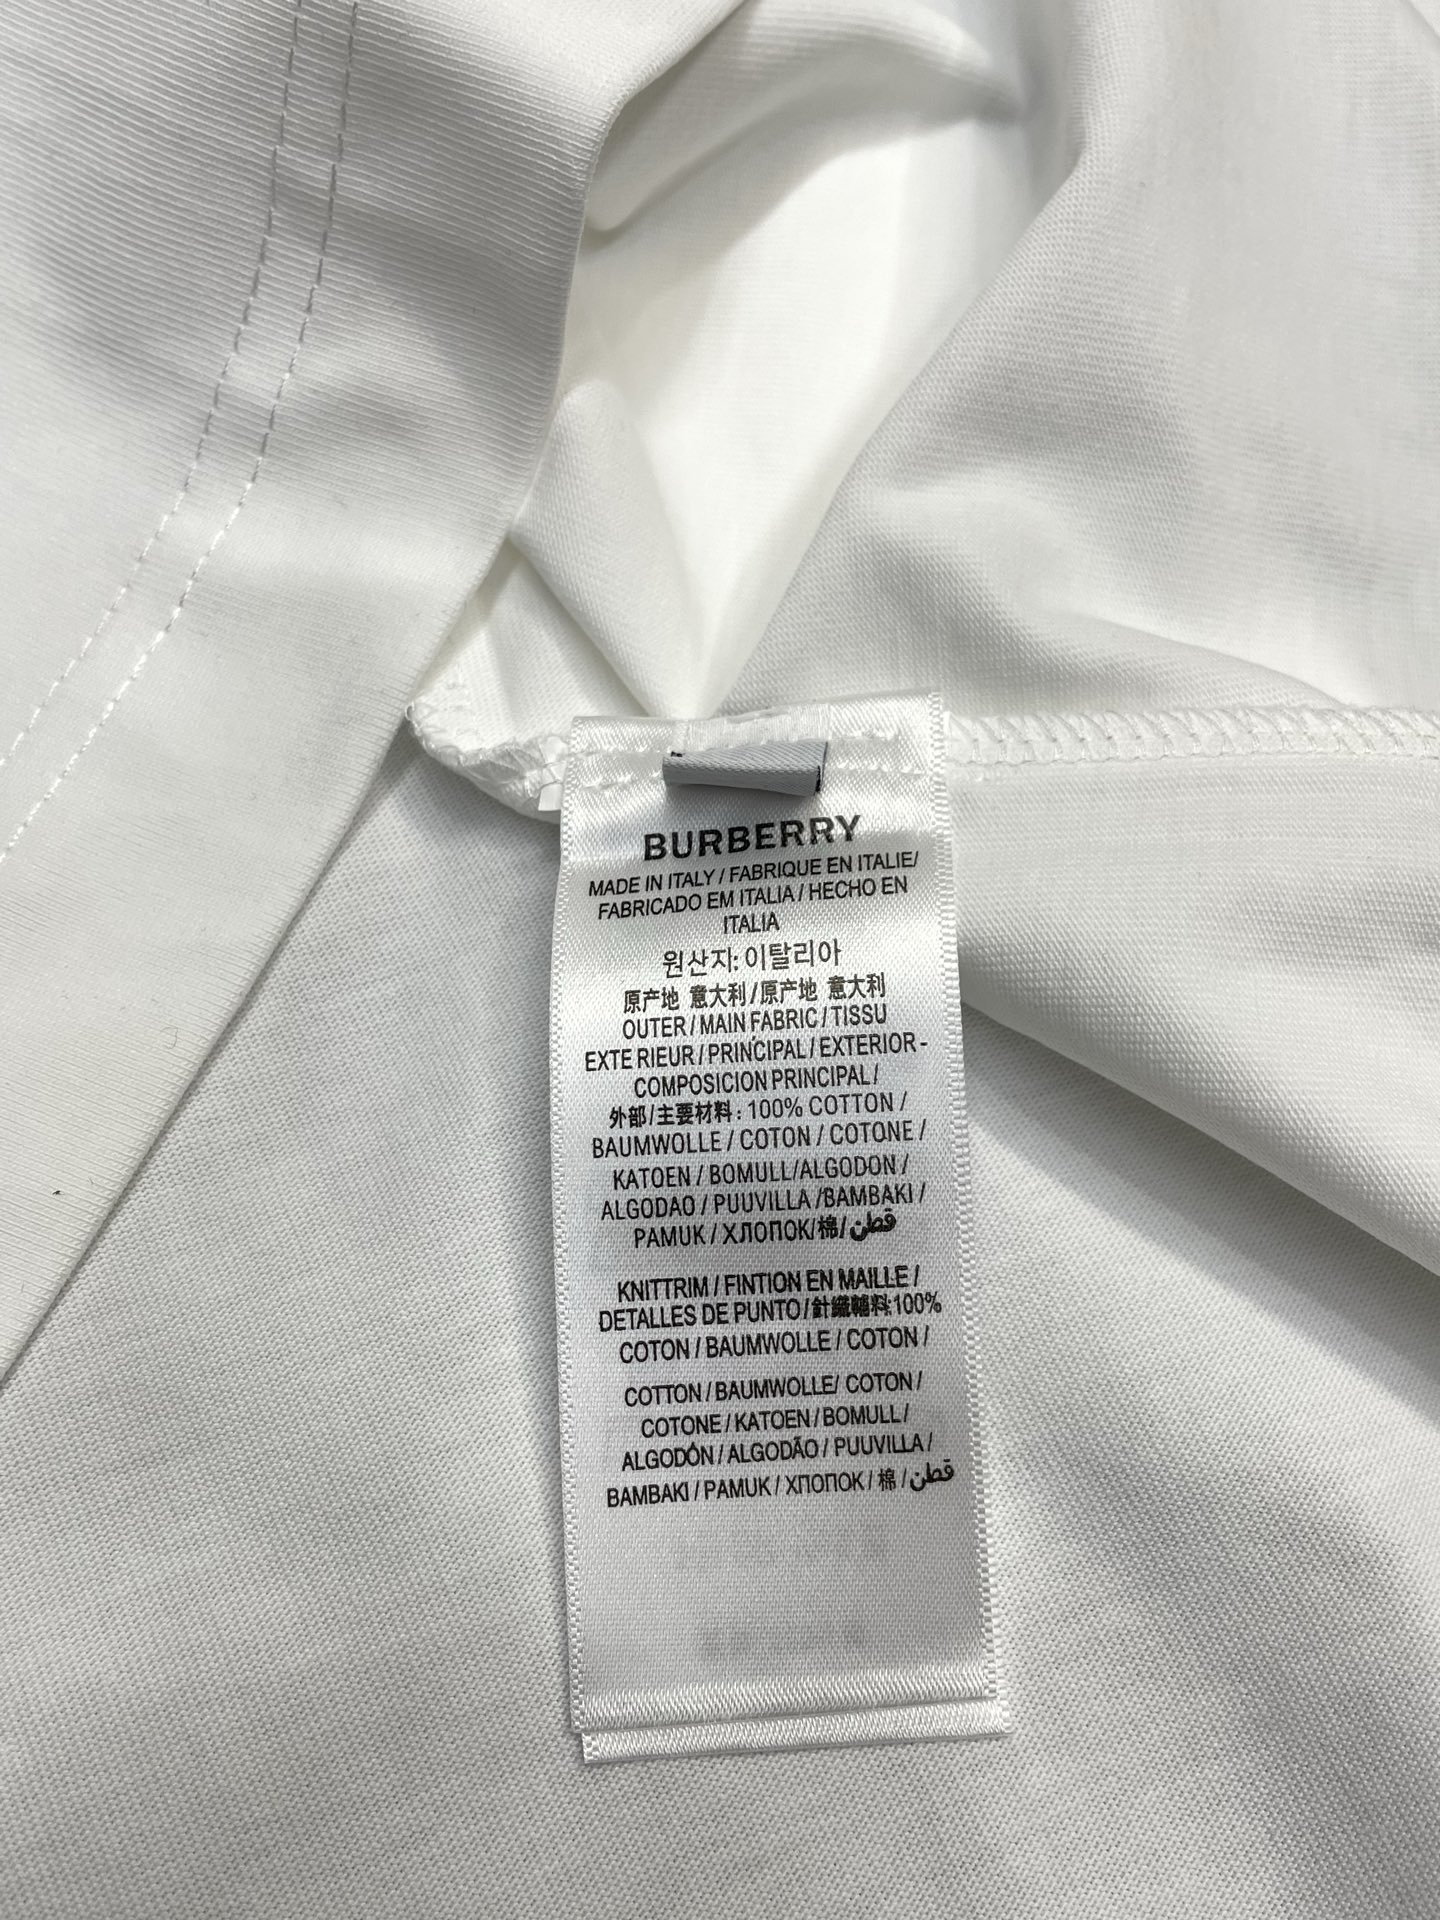 BURBERRY
MADE IN ITALY / FABRIQUE EN ITALIE/
FABRICADO EM ITALIA / HECHO EN
ITALIA
원산지: 이탈리아
原产地 意大利/原产地 意大利
OUTER / MAIN FABRIC / TISSU
EXTE RIEUR / PRINCIPAL / EXTERIOR -
COMPOSICION PRINCIPAL /
外部/主要材料: 100% COTTON /
BAUMWOLLE / COTON / COTONE /
KATOEN / BOMULL/ALGODON /
ALGODAO / PUUVILLA /BAMBAKI /
PAMUK / ХЛОПОК/棉/ قطن
KNITTRIM / FINTION EN MAILLE /
DETALLES DE PUNTO/針織輔料:100%
COTON / BAUMWOLLE / COTON /
COTTON / BAUMWOLLE/ COTON /
COTONE / KATOEN / BOMULL /
ALGODÓN / ALGODÃO / PUUVILLA /
BAMBAKI / PAMUK / ХЛОПОК / 棉 / قطن